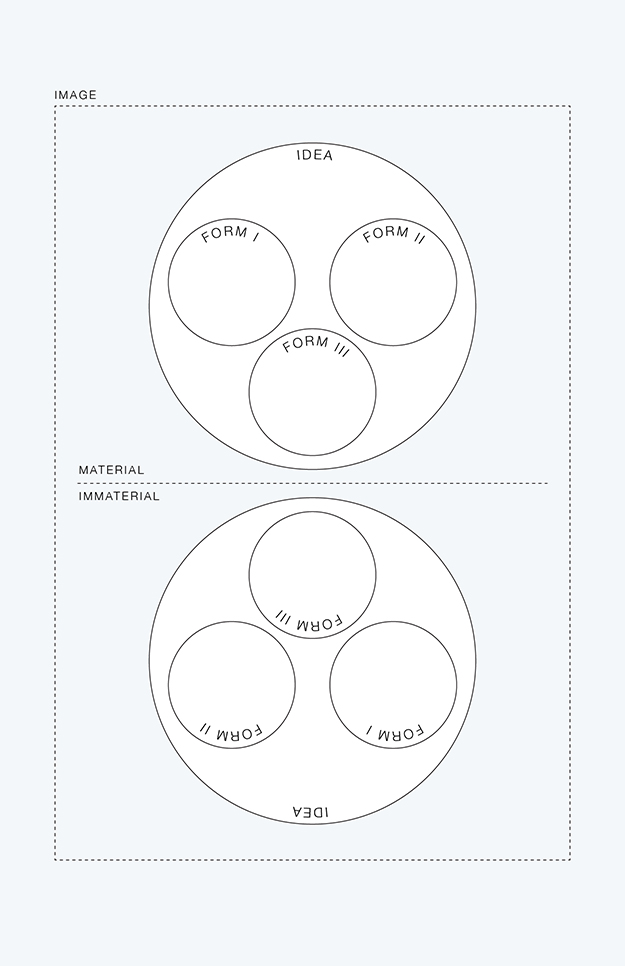 IMAGE
IDEA
FORM I
FORM II
FORM III
MATERIAL
IMMATERIAL
FORM III
FORM II
FORM I
IDEA